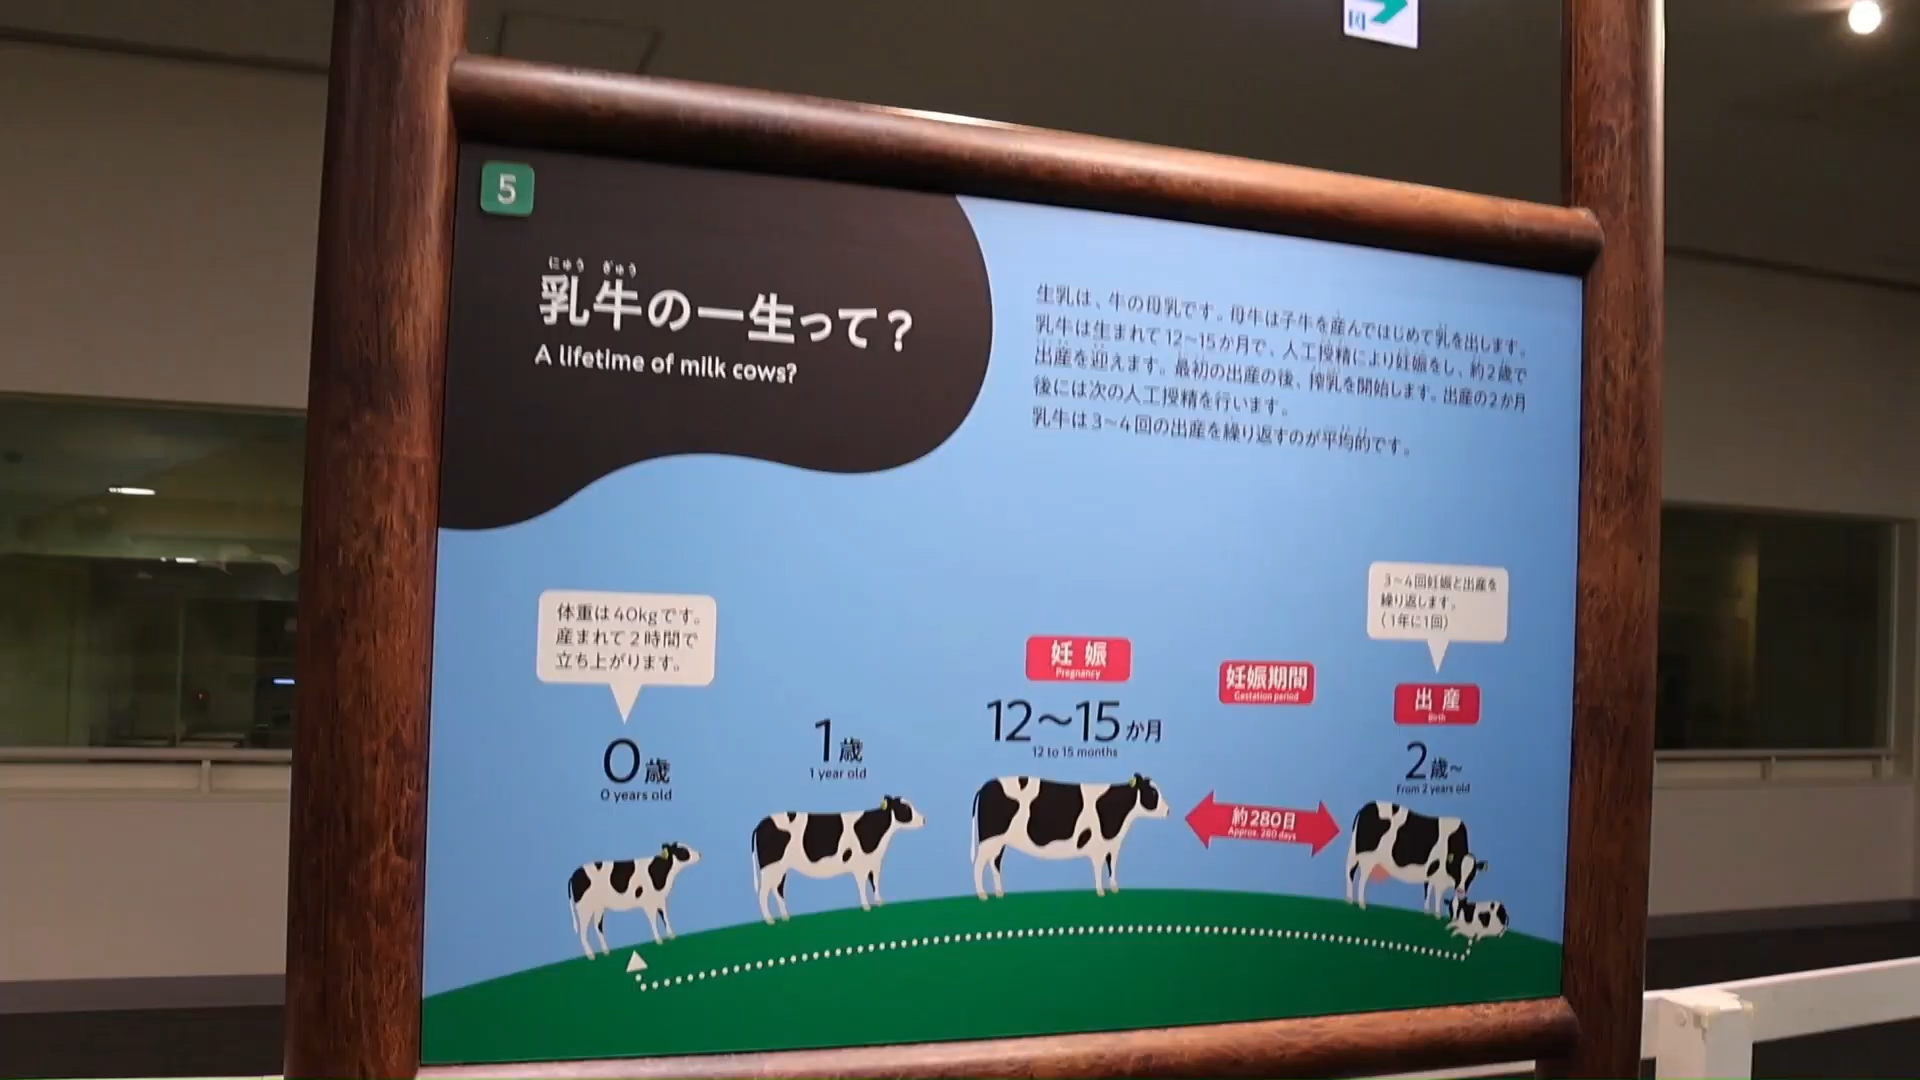 5
にゅう ぎゅう
乳牛の一生って?
A lifetime of milk cows?
生乳は、牛の母乳です。母牛は子牛を産んではじめて乳を出します。
乳牛は生まれて12~15か月で、人工授精により妊娠をし、約2歳で
出産を迎えます。最初の出産の後、搾乳を開始します。出産の2か月
後には次の人工授精を行います。
乳牛は3~4回の出産を繰り返すのが平均的です。
体重は40kgです。
産まれて2時間で
立ち上がります。
0歳
0 years old
1歳
1 year old
妊娠
Pregnancy
12~15か月
12 to 15 months
妊娠期間
Gestation period
約280日
Approx. 280 days
3~4回妊娠と出産を
繰り返します。
(1年に1回)
出産
Birth
2歳~
From 2 years old